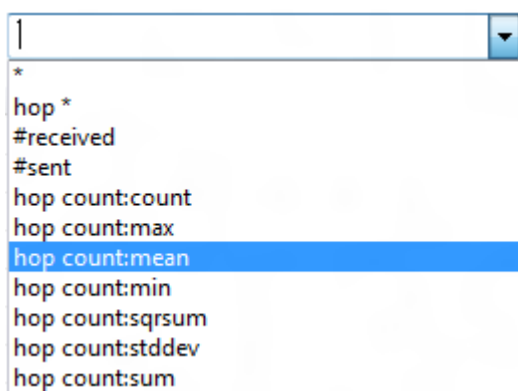 *
hop *
#received
#sent
hop count:count
hop count:max
hop count:mean
hop count:min
hop count:sqrsum
hop count:stddev
hop count:sum